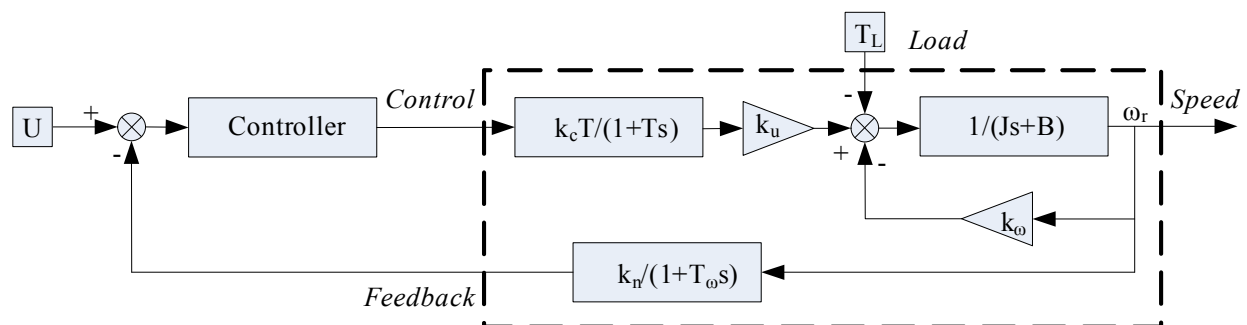 T_L
Load
Control
Speed
U
+
-
Controller
k_cT/(1+Ts)
k_u
-
+
-
1/(Js+B)
ω_r
k_ω
k_n/(1+T_ωs)
Feedback